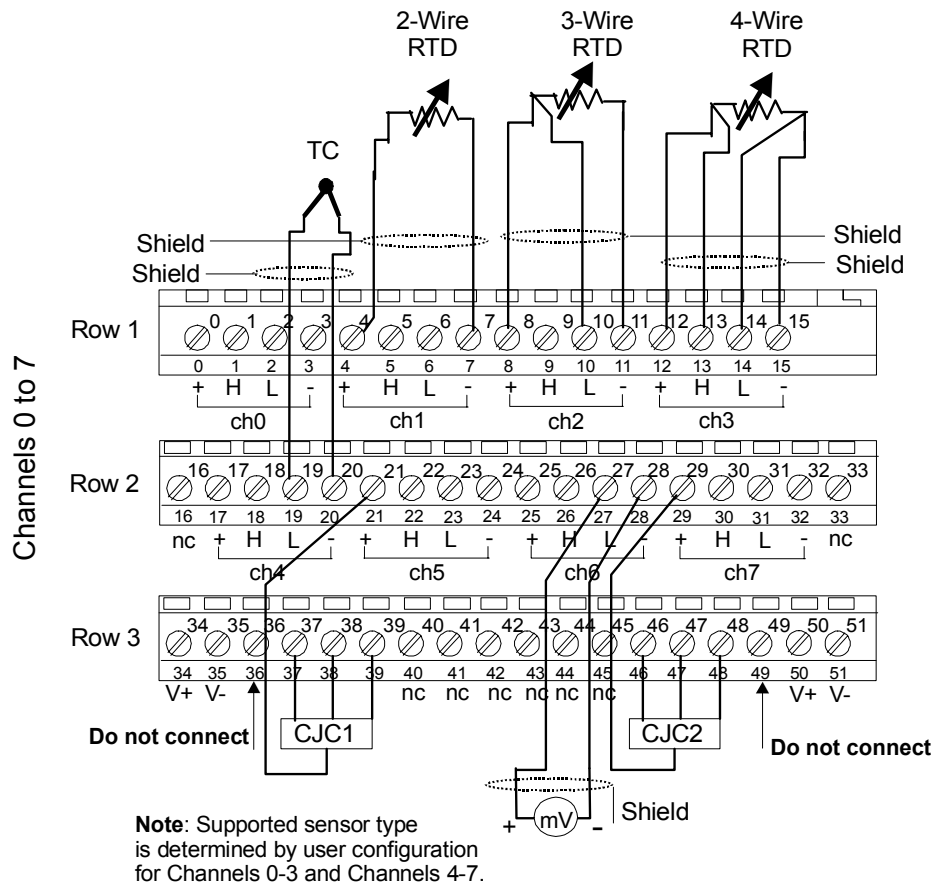 2-Wire RTD
3-Wire RTD
4-Wire RTD
TC
Shield
Shield
Shield
Shield
Channels 0 to 7
Row 1
0 1 2 3 4 5 6 7 8 9 10 11 12 13 14 15
0 1 2 3 4 5 6 7 8 9 10 11 12 13 14 15
+ H L - + H L - + H L - + H L -
ch0 ch1 ch2 ch3
Row 2
16 17 18 19 20 21 22 23 24 25 26 27 28 29 30 31 32 33
16 17 18 19 20 21 22 23 24 25 26 27 28 29 30 31 32 33
nc + H L - + H L - + H L - + H L - nc
ch4 ch5 ch6 ch7
Row 3
34 35 36 37 38 39 40 41 42 43 44 45 46 47 48 49 50 51
34 35 36 37 38 39 40 41 42 43 44 45 46 47 48 49 50 51
V+ V- nc nc nc nc nc nc V+ V-
Do not connect
CJC1
CJC2
Do not connect
+ mV -
Shield
Note: Supported sensor type
is determined by user configuration
for Channels 0-3 and Channels 4-7.